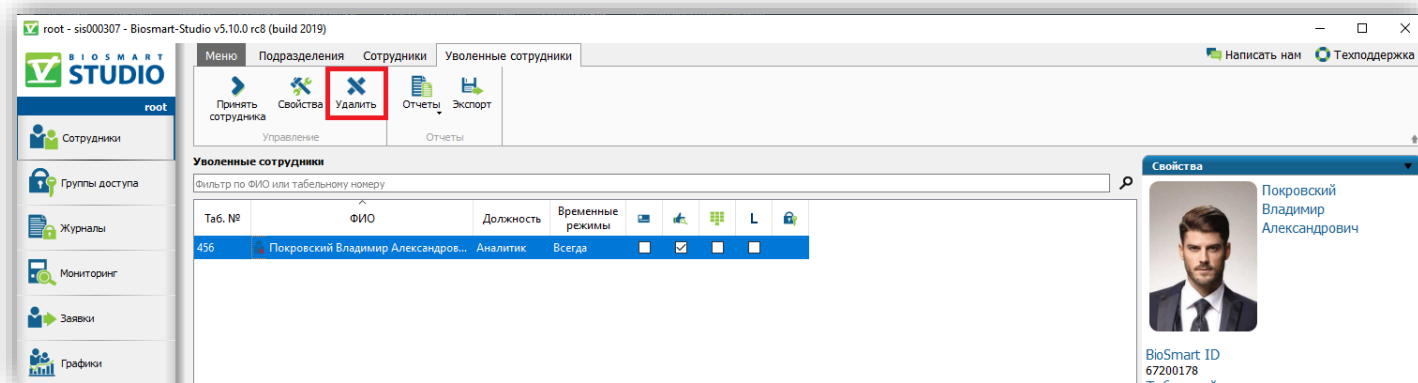 root - sis000307 - Biosmart-Studio v5.10.0 rc8 (build 2019)
BIOSMART
STUDIO
root
Сотрудники
Группы доступа
Журналы
Мониторинг
Заявки
Графики
Меню Подразделения Сотрудники Уволенные сотрудники
Написать нам Техподдержка
Принять сотрудника Свойства Удалить Отчеты Экспорт
Управление Отчеты
Уволенные сотрудники
Фильтр по ФИО или табельному номеру
Таб. № ФИО Должность Временные режимы L
456 Покровский Владимир Александров... Аналитик Всегда
Свойства
Покровский
Владимир
Александрович
BioSmart ID
67200178